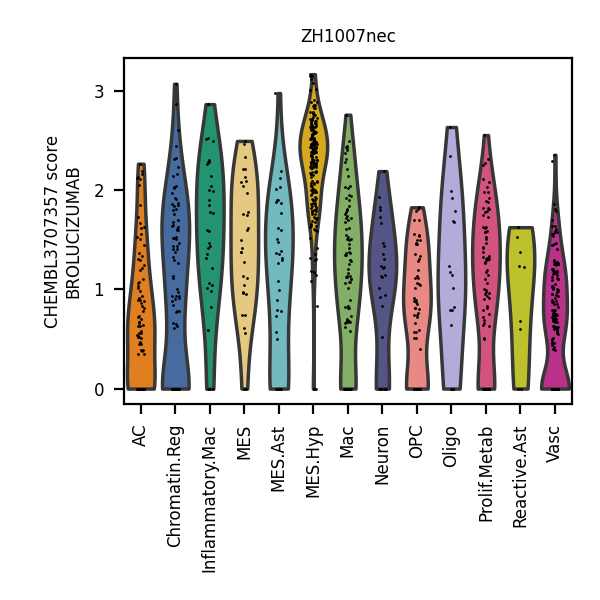 ZH1007nec
CHEMBL3707357 score
BROLUCIZUMAB
3
2
1
0
AC
Chromatin.Reg
Inflammatory.Mac
MES
MES.Ast
MES.Hyp
Mac
Neuron
OPC
Oligo
Prolif.Metab
Reactive.Ast
Vasc